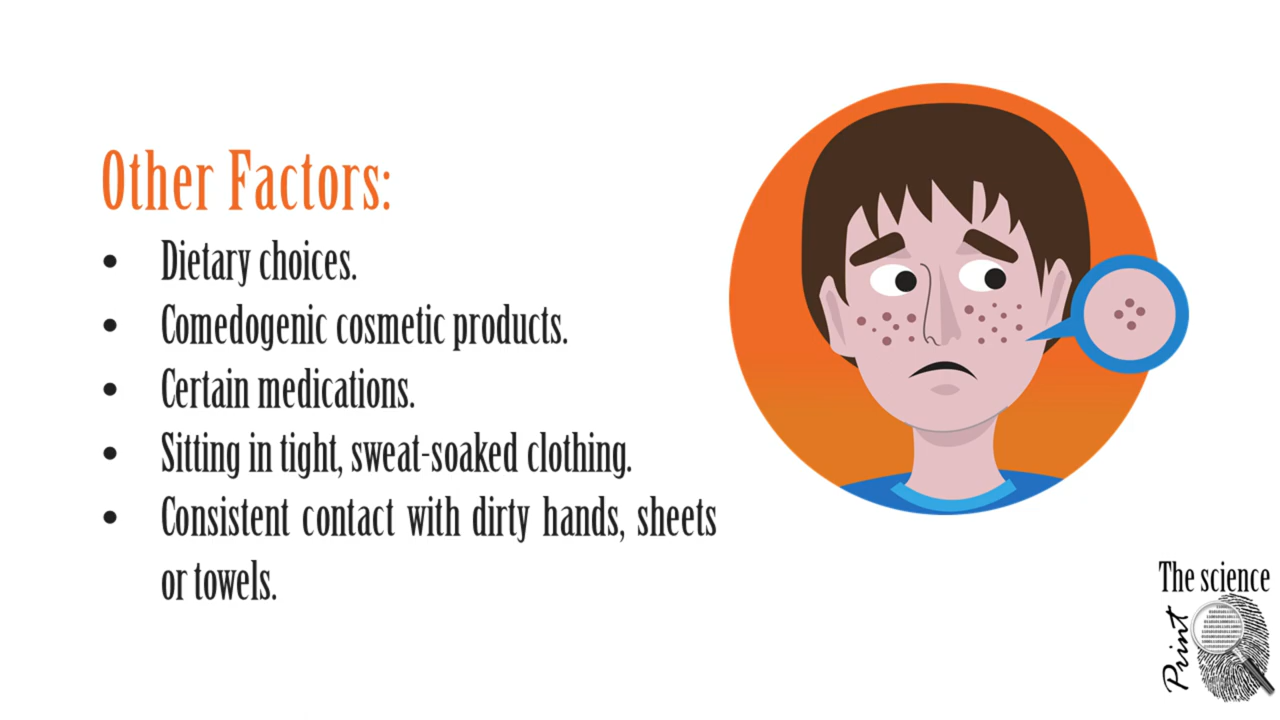 Other Factors:
• Dietary choices.
• Comedogenic cosmetic products.
• Certain medications.
• Sitting in tight, sweat-soaked clothing.
• Consistent contact with dirty hands, sheets
or towels.
The science
Print